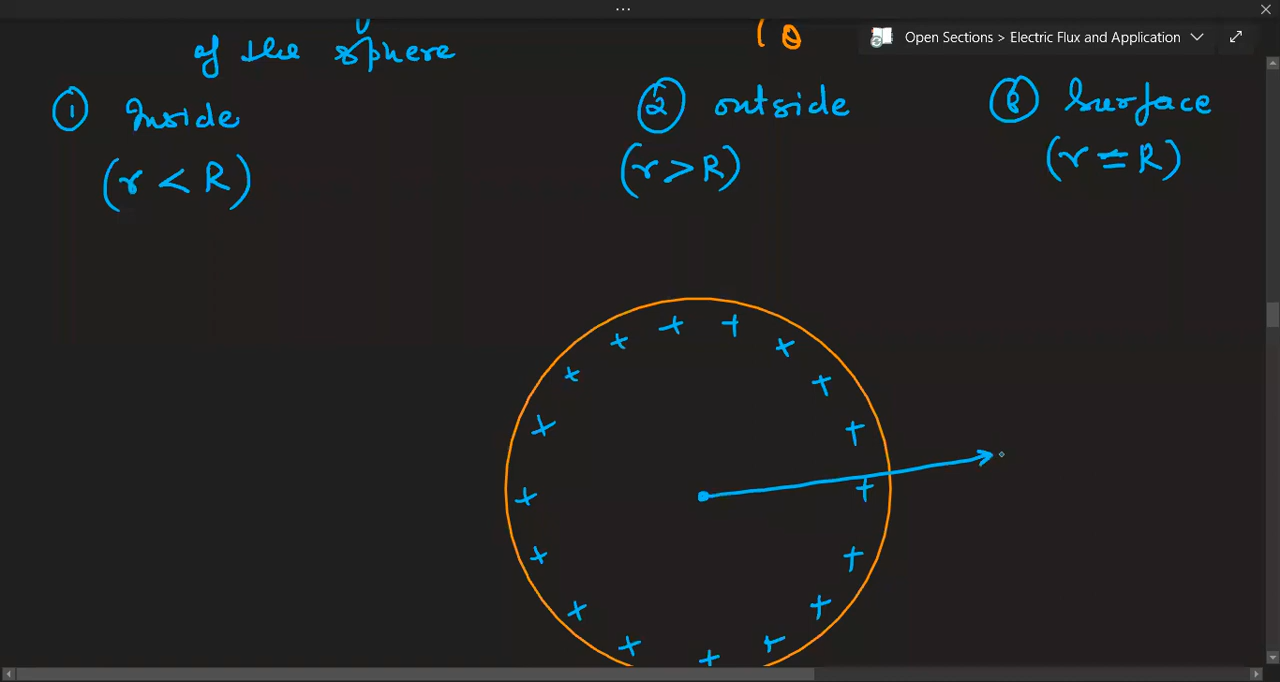 Open Sections > Electric Flux and Application
of the sphere
① Inside
(r < R)
② outside
(r > R)
③ Surface
(r = R)
+ + + + + + + + + + + + + + + + + +